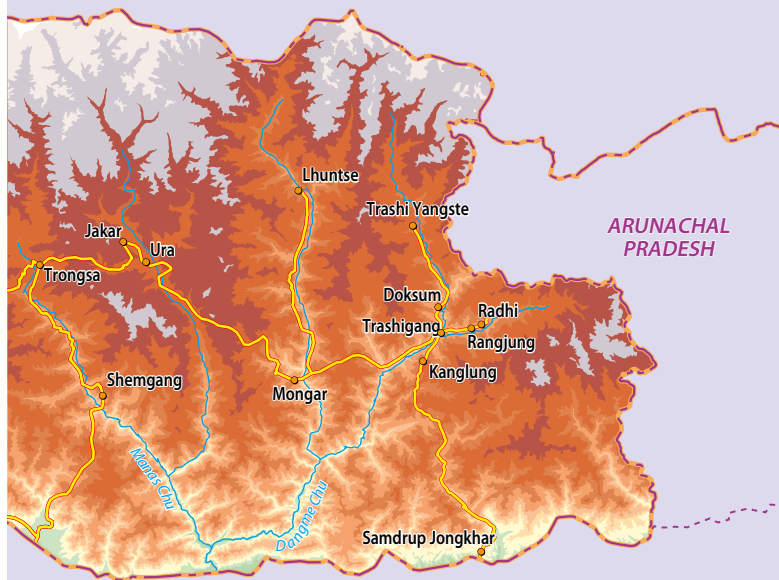 Lhuntse
Trashi Yangste
ARUNACHAL
PRADESH
Jakar
Ura
Trongsa
Doksum
Radhi
Trashigang
Rangjung
Kanglung
Shemgang
Mongar
Manas Chu
Dangme Chu
Samdrup Jongkhar